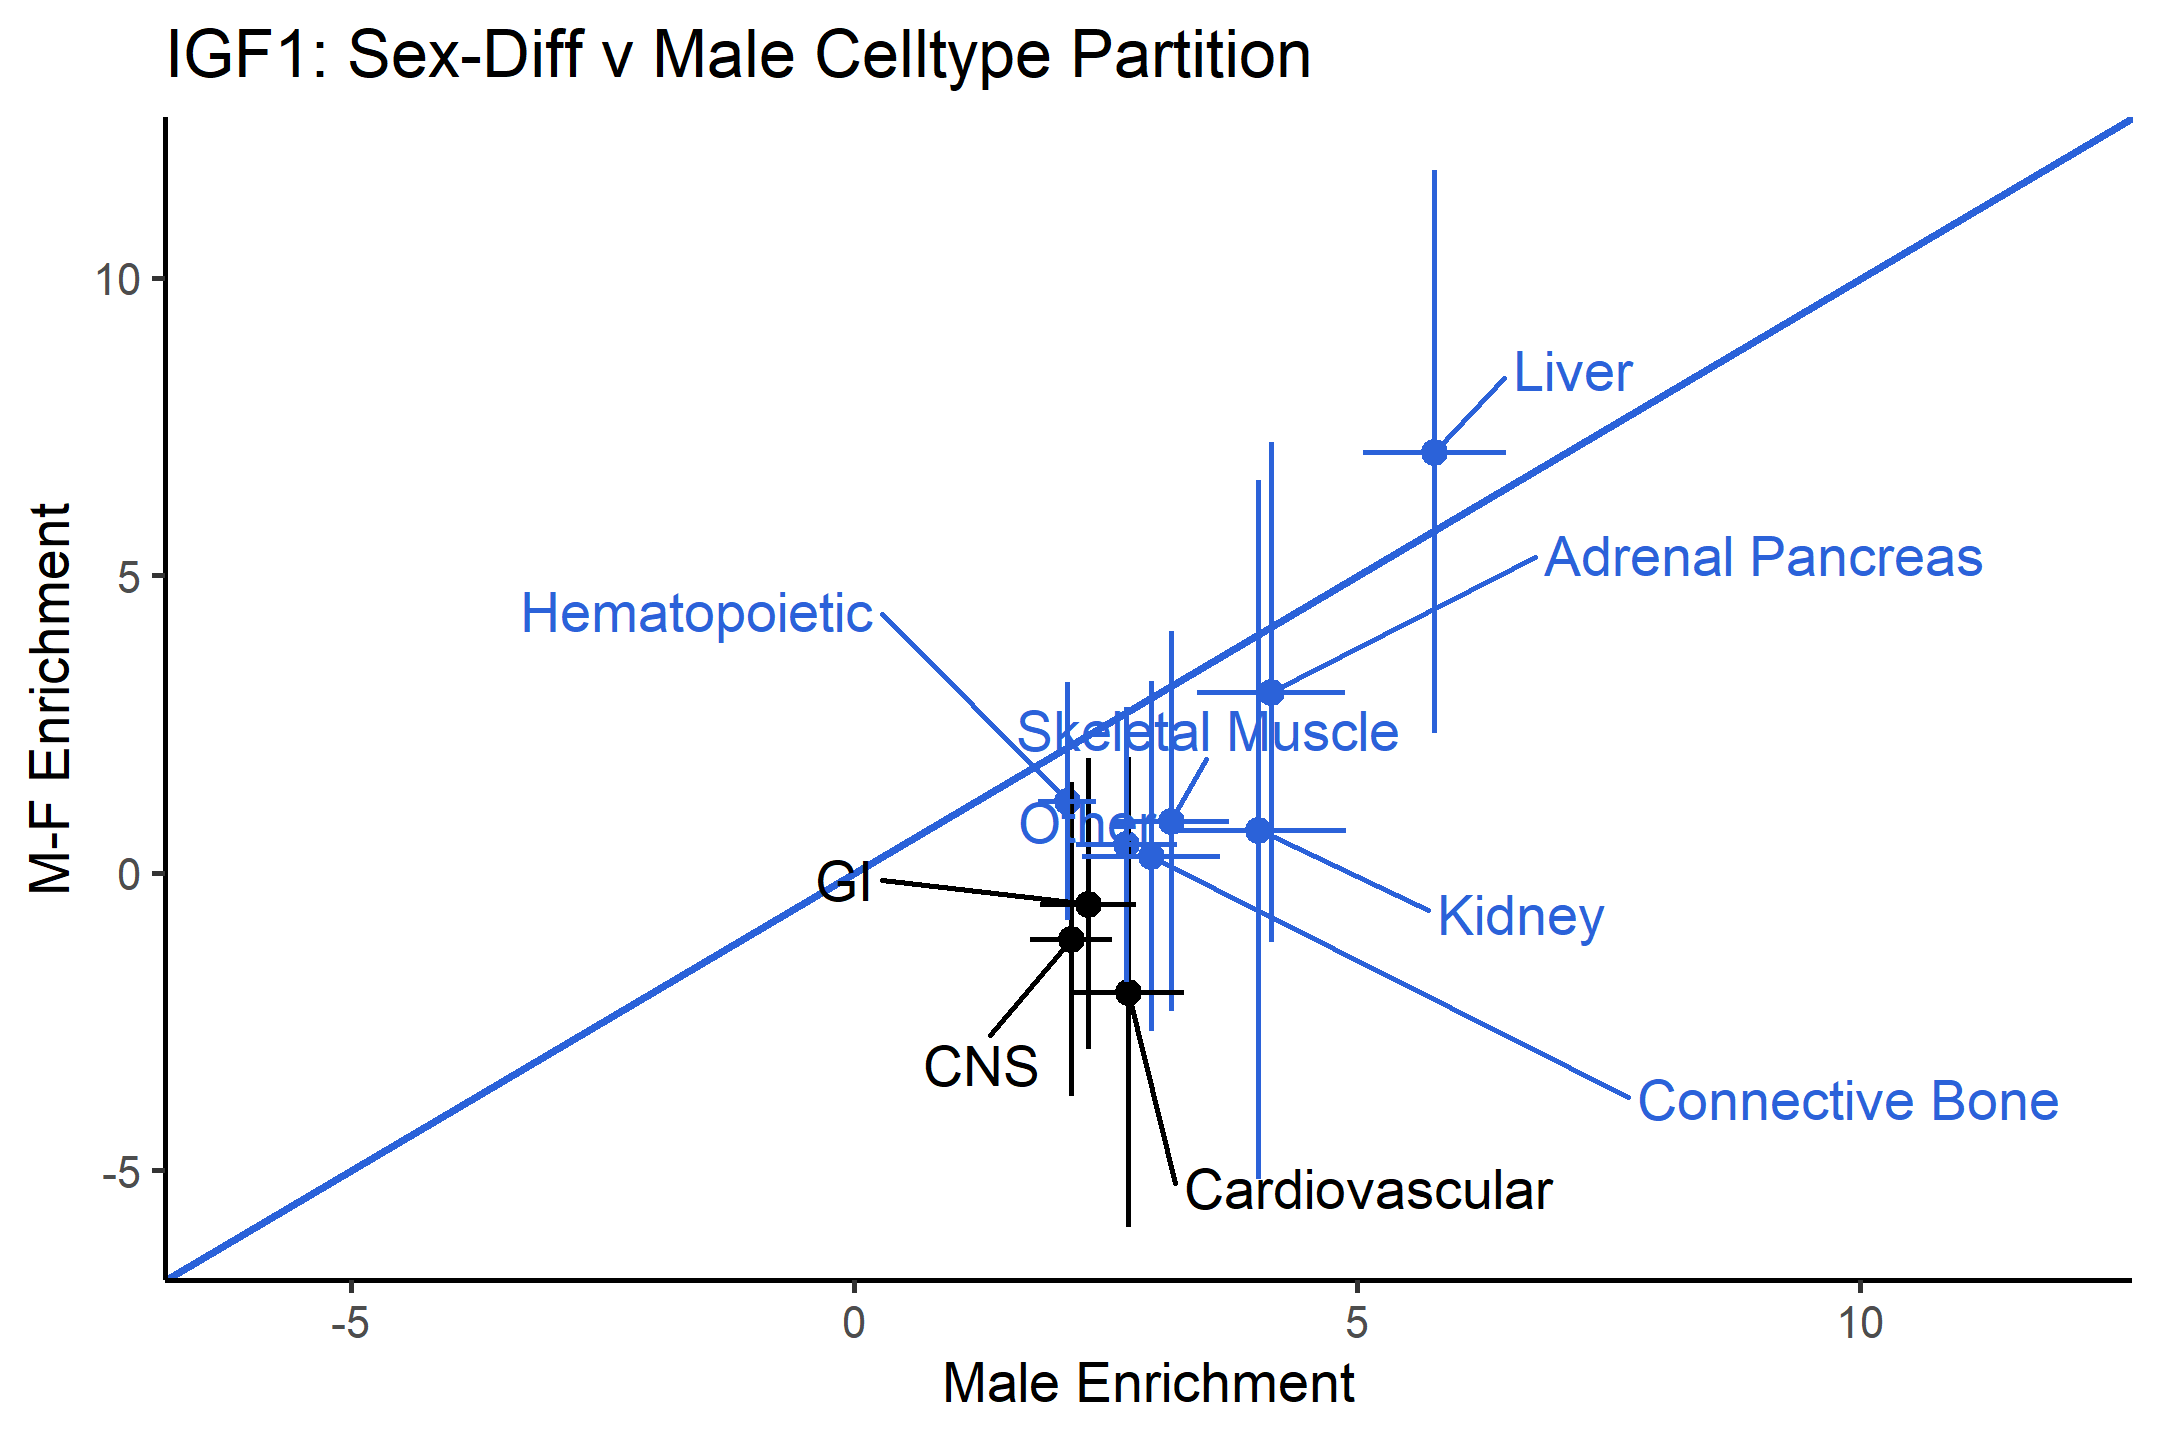 IGF1: Sex-Diff v Male Celltype Partition
M-F Enrichment
10
5
0
-5
Liver
Adrenal Pancreas
Hematopoietic
Skeletal Muscle
Other
GI
Kidney
CNS
Connective Bone
Cardiovascular
-5
0
5
10
Male Enrichment